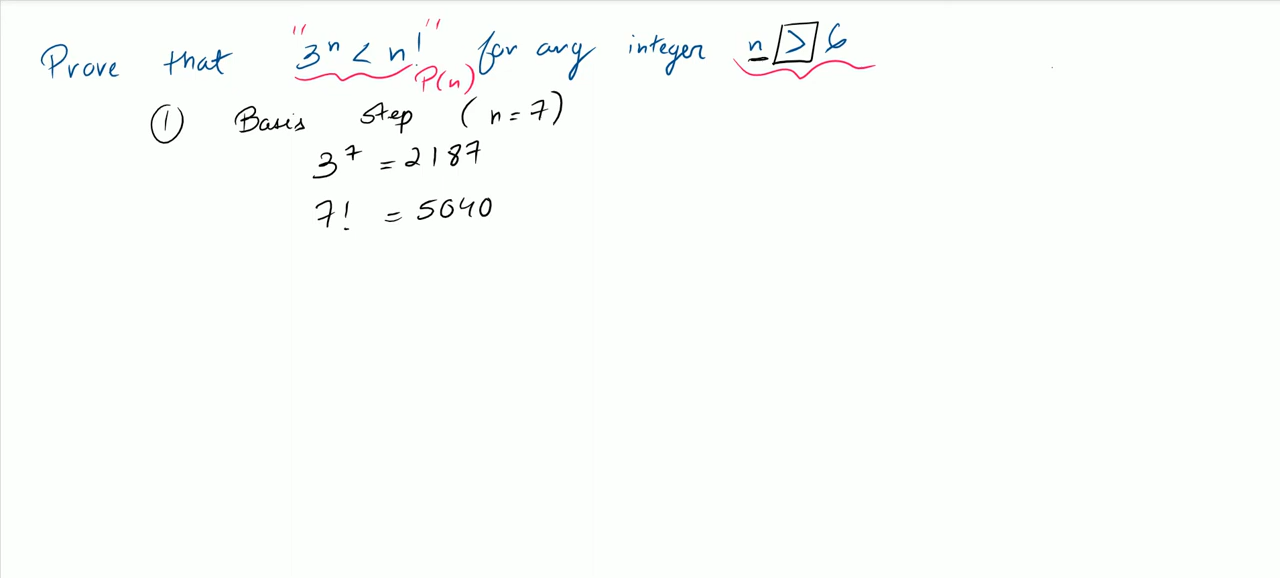 Prove that "3ⁿ < n!" for any integer n > 6
P(n)
① Basis Step (n = 7)
3⁷ = 2187
7! = 5040